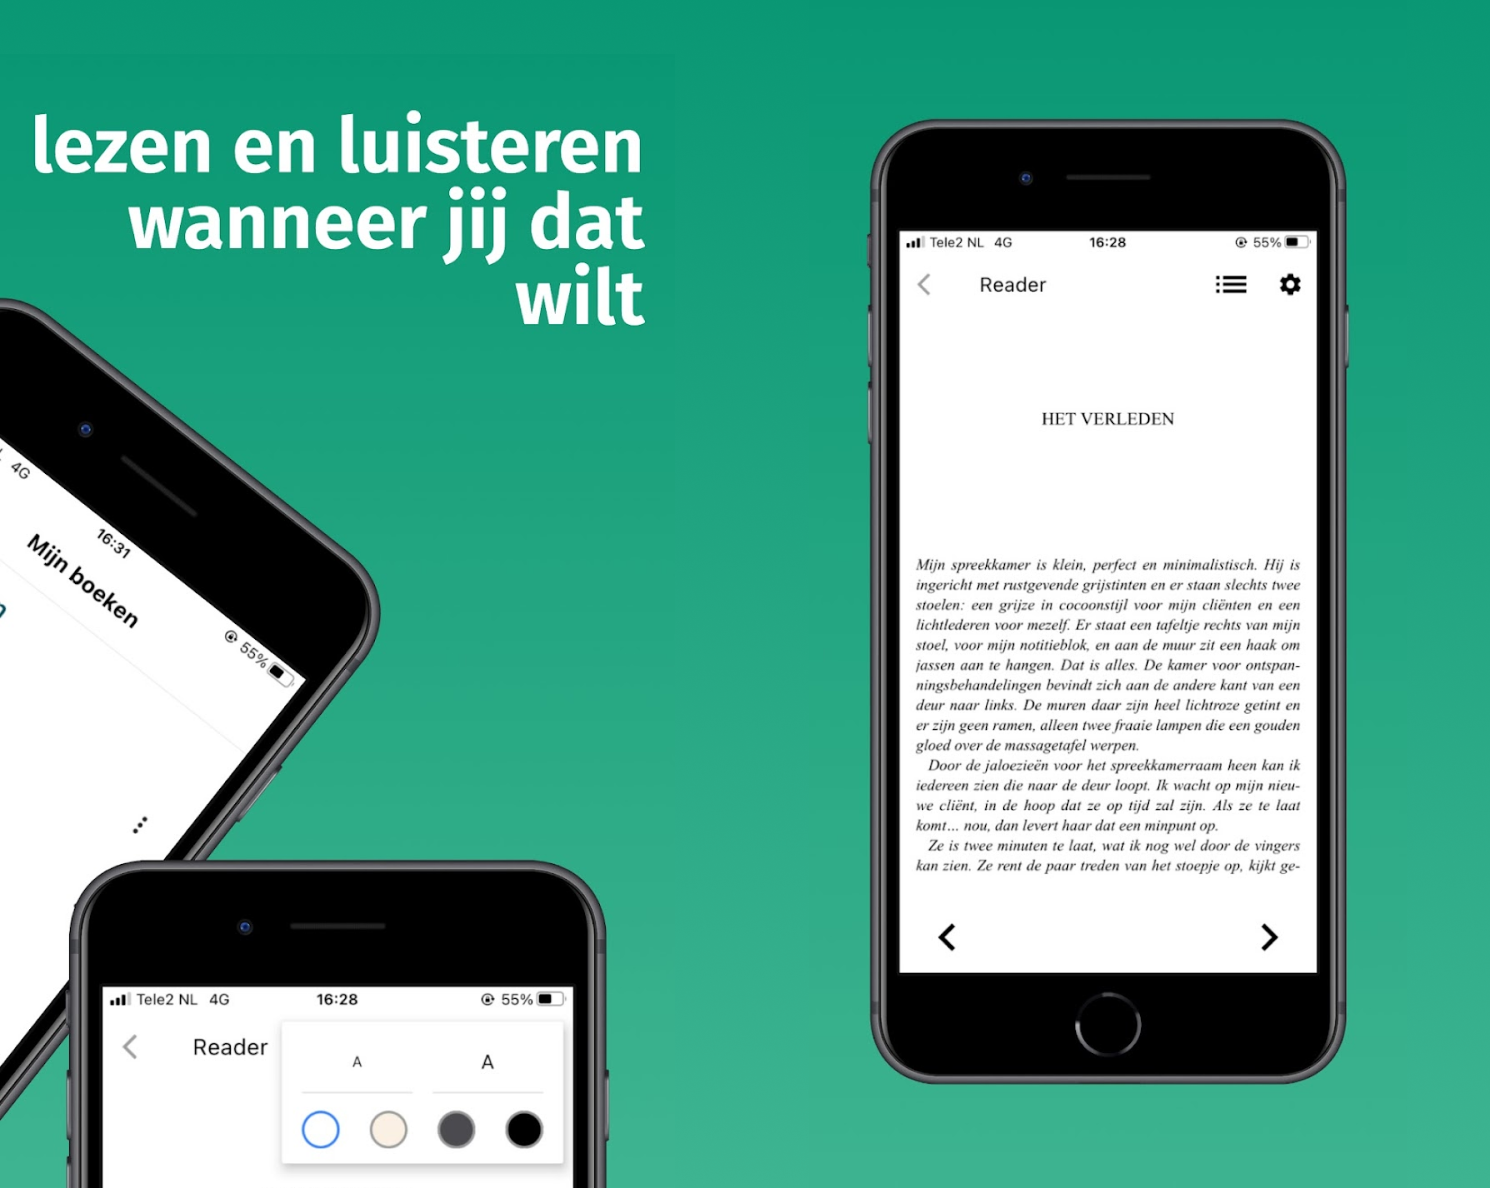 lezen en luisteren
wanneer jij dat
wilt
4G
16:31
55%
Mijn boeken
Tele2 NL 4G 16:28 55%
Reader
A A
Tele2 NL 4G 16:28 55%
Reader
HET VERLEDEN
Mijn spreekkamer is klein, perfect en minimalistisch. Hij is
ingericht met rustgevende grijstinten en er staan slechts twee
stoelen: een grijze in cocoonstijl voor mijn cliënten en een
lichtlederen voor mezelf. Er staat een tafeltje rechts van mijn
stoel, voor mijn notitieblok, en aan de muur zit een haak om
jassen aan te hangen. Dat is alles. De kamer voor ontspan-
ningsbehandelingen bevindt zich aan de andere kant van een
deur naar links. De muren daar zijn heel lichtroze getint en
er zijn geen ramen, alleen twee fraaie lampen die een gouden
gloed over de massagetafel werpen.
Door de jaloezieën voor het spreekkamerraam heen kan ik
iedereen zien die naar de deur loopt. Ik wacht op mijn nieu-
we cliënt, in de hoop dat ze op tijd zal zijn. Als ze te laat
komt... nou, dan levert haar dat een minpunt op.
Ze is twee minuten te laat, wat ik nog wel door de vingers
kan zien. Ze rent de paar treden van het stoepje op, kijkt ge-